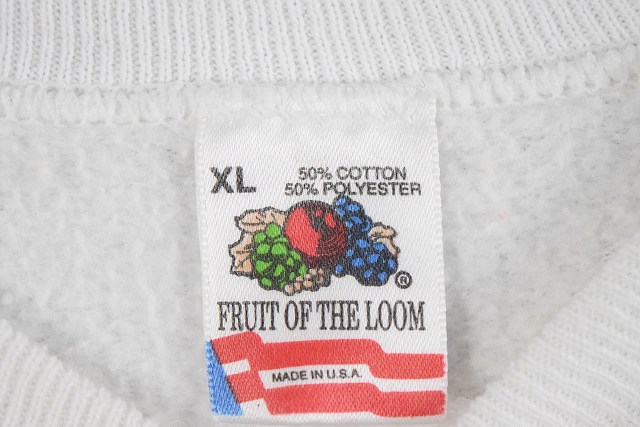 XL
50% COTTON
50% POLYESTER
®
FRUIT OF THE LOOM
MADE IN U.S.A.